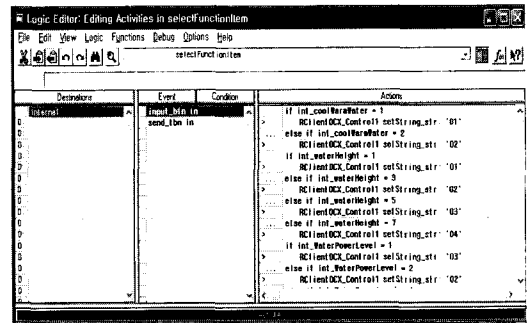 Logic Editor: Editing Activities in selectFunctionItem
File Edit View Logic Functions Debug Options Help
selectFunctionItem
Destinations Event Condition Actions
Internal
input_btn in
send_tbn in
if int_coolWaraWater = 1
RClientOCX_Control1 setString_str '01'
else if int_coolWaraWater = 2
RClientOCX_Control1 setString_str '02'
if int_waterHeight = 1
RClientOCX_Control1 setString_str '01'
else if int_waterHeight = 3
RClientOCX_Control1 setString_str '02'
else if int_waterHeight = 5
RClientOCX_Control1 setString_str '03'
else if int_waterHeight = 7
RClientOCX_Control1 setString_str '04'
if int_WaterPowerLevel = 1
RClientOCX_Control1 setString_str '03'
else if int_WaterPowerLevel = 2
RClientOCX_Control1 setString_str '02'